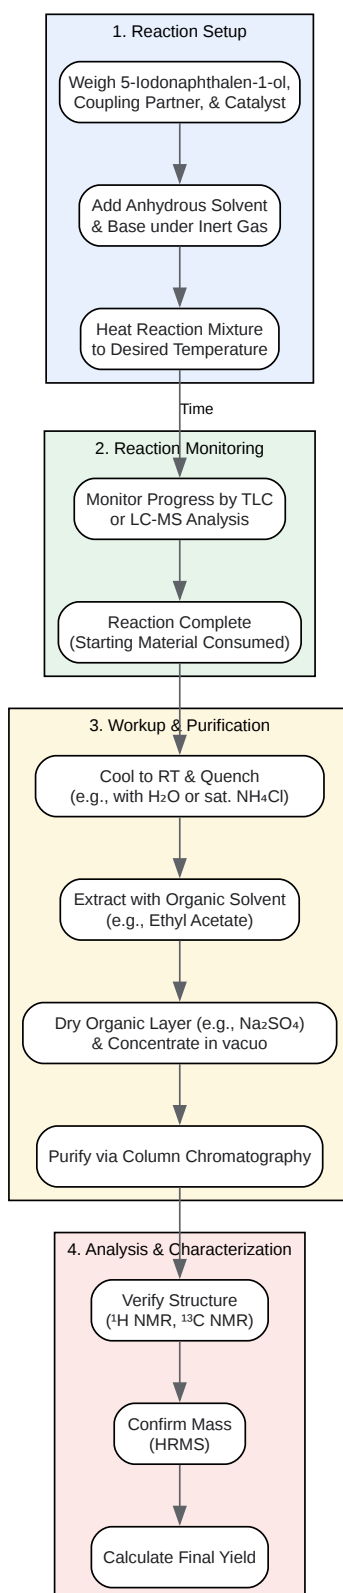 1. Reaction Setup
Weigh 5-Iodonaphthalen-1-ol,
Coupling Partner, & Catalyst
Add Anhydrous Solvent
& Base under Inert Gas
Heat Reaction Mixture
to Desired Temperature
Time
2. Reaction Monitoring
Monitor Progress by TLC
or LC-MS Analysis
Reaction Complete
(Starting Material Consumed)
3. Workup & Purification
Cool to RT & Quench
(e.g., with H₂O or sat. NH₄Cl)
Extract with Organic Solvent
(e.g., Ethyl Acetate)
Dry Organic Layer (e.g., Na₂SO₄)
& Concentrate in vacuo
Purify via Column Chromatography
4. Analysis & Characterization
Verify Structure
(¹H NMR, ¹³C NMR)
Confirm Mass
(HRMS)
Calculate Final Yield